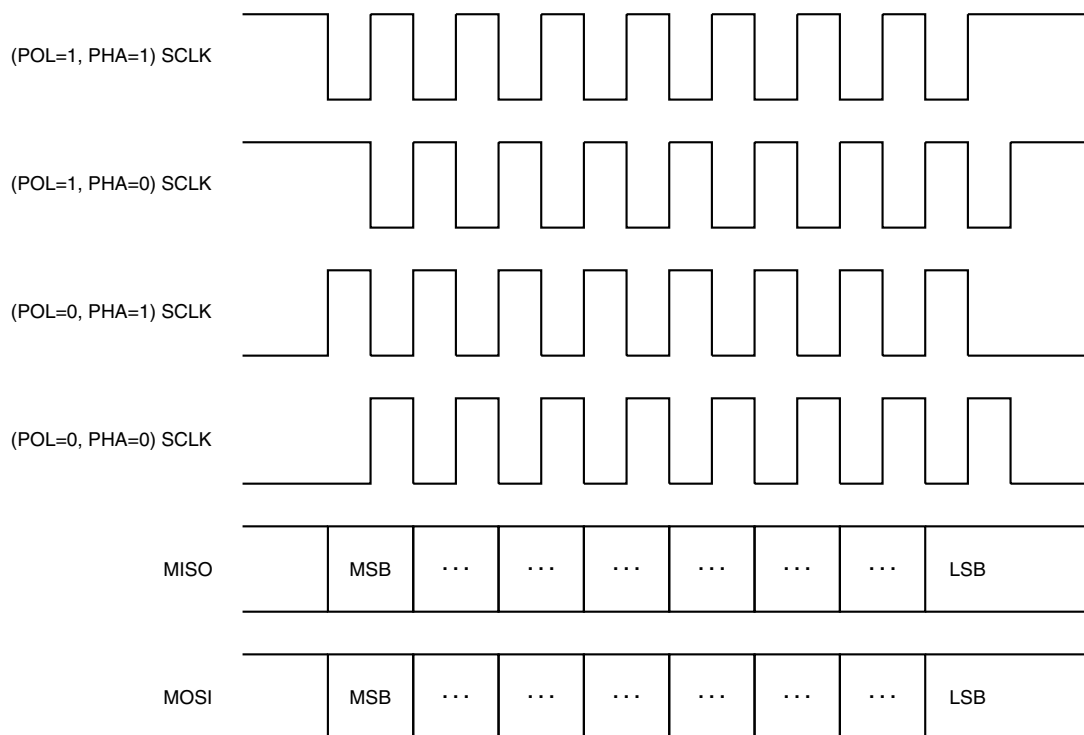 (POL=1, PHA=1) SCLK
(POL=1, PHA=0) SCLK
(POL=0, PHA=1) SCLK
(POL=0, PHA=0) SCLK
MISO MSB ... ... ... ... ... ... LSB
MOSI MSB ... ... ... ... ... ... LSB